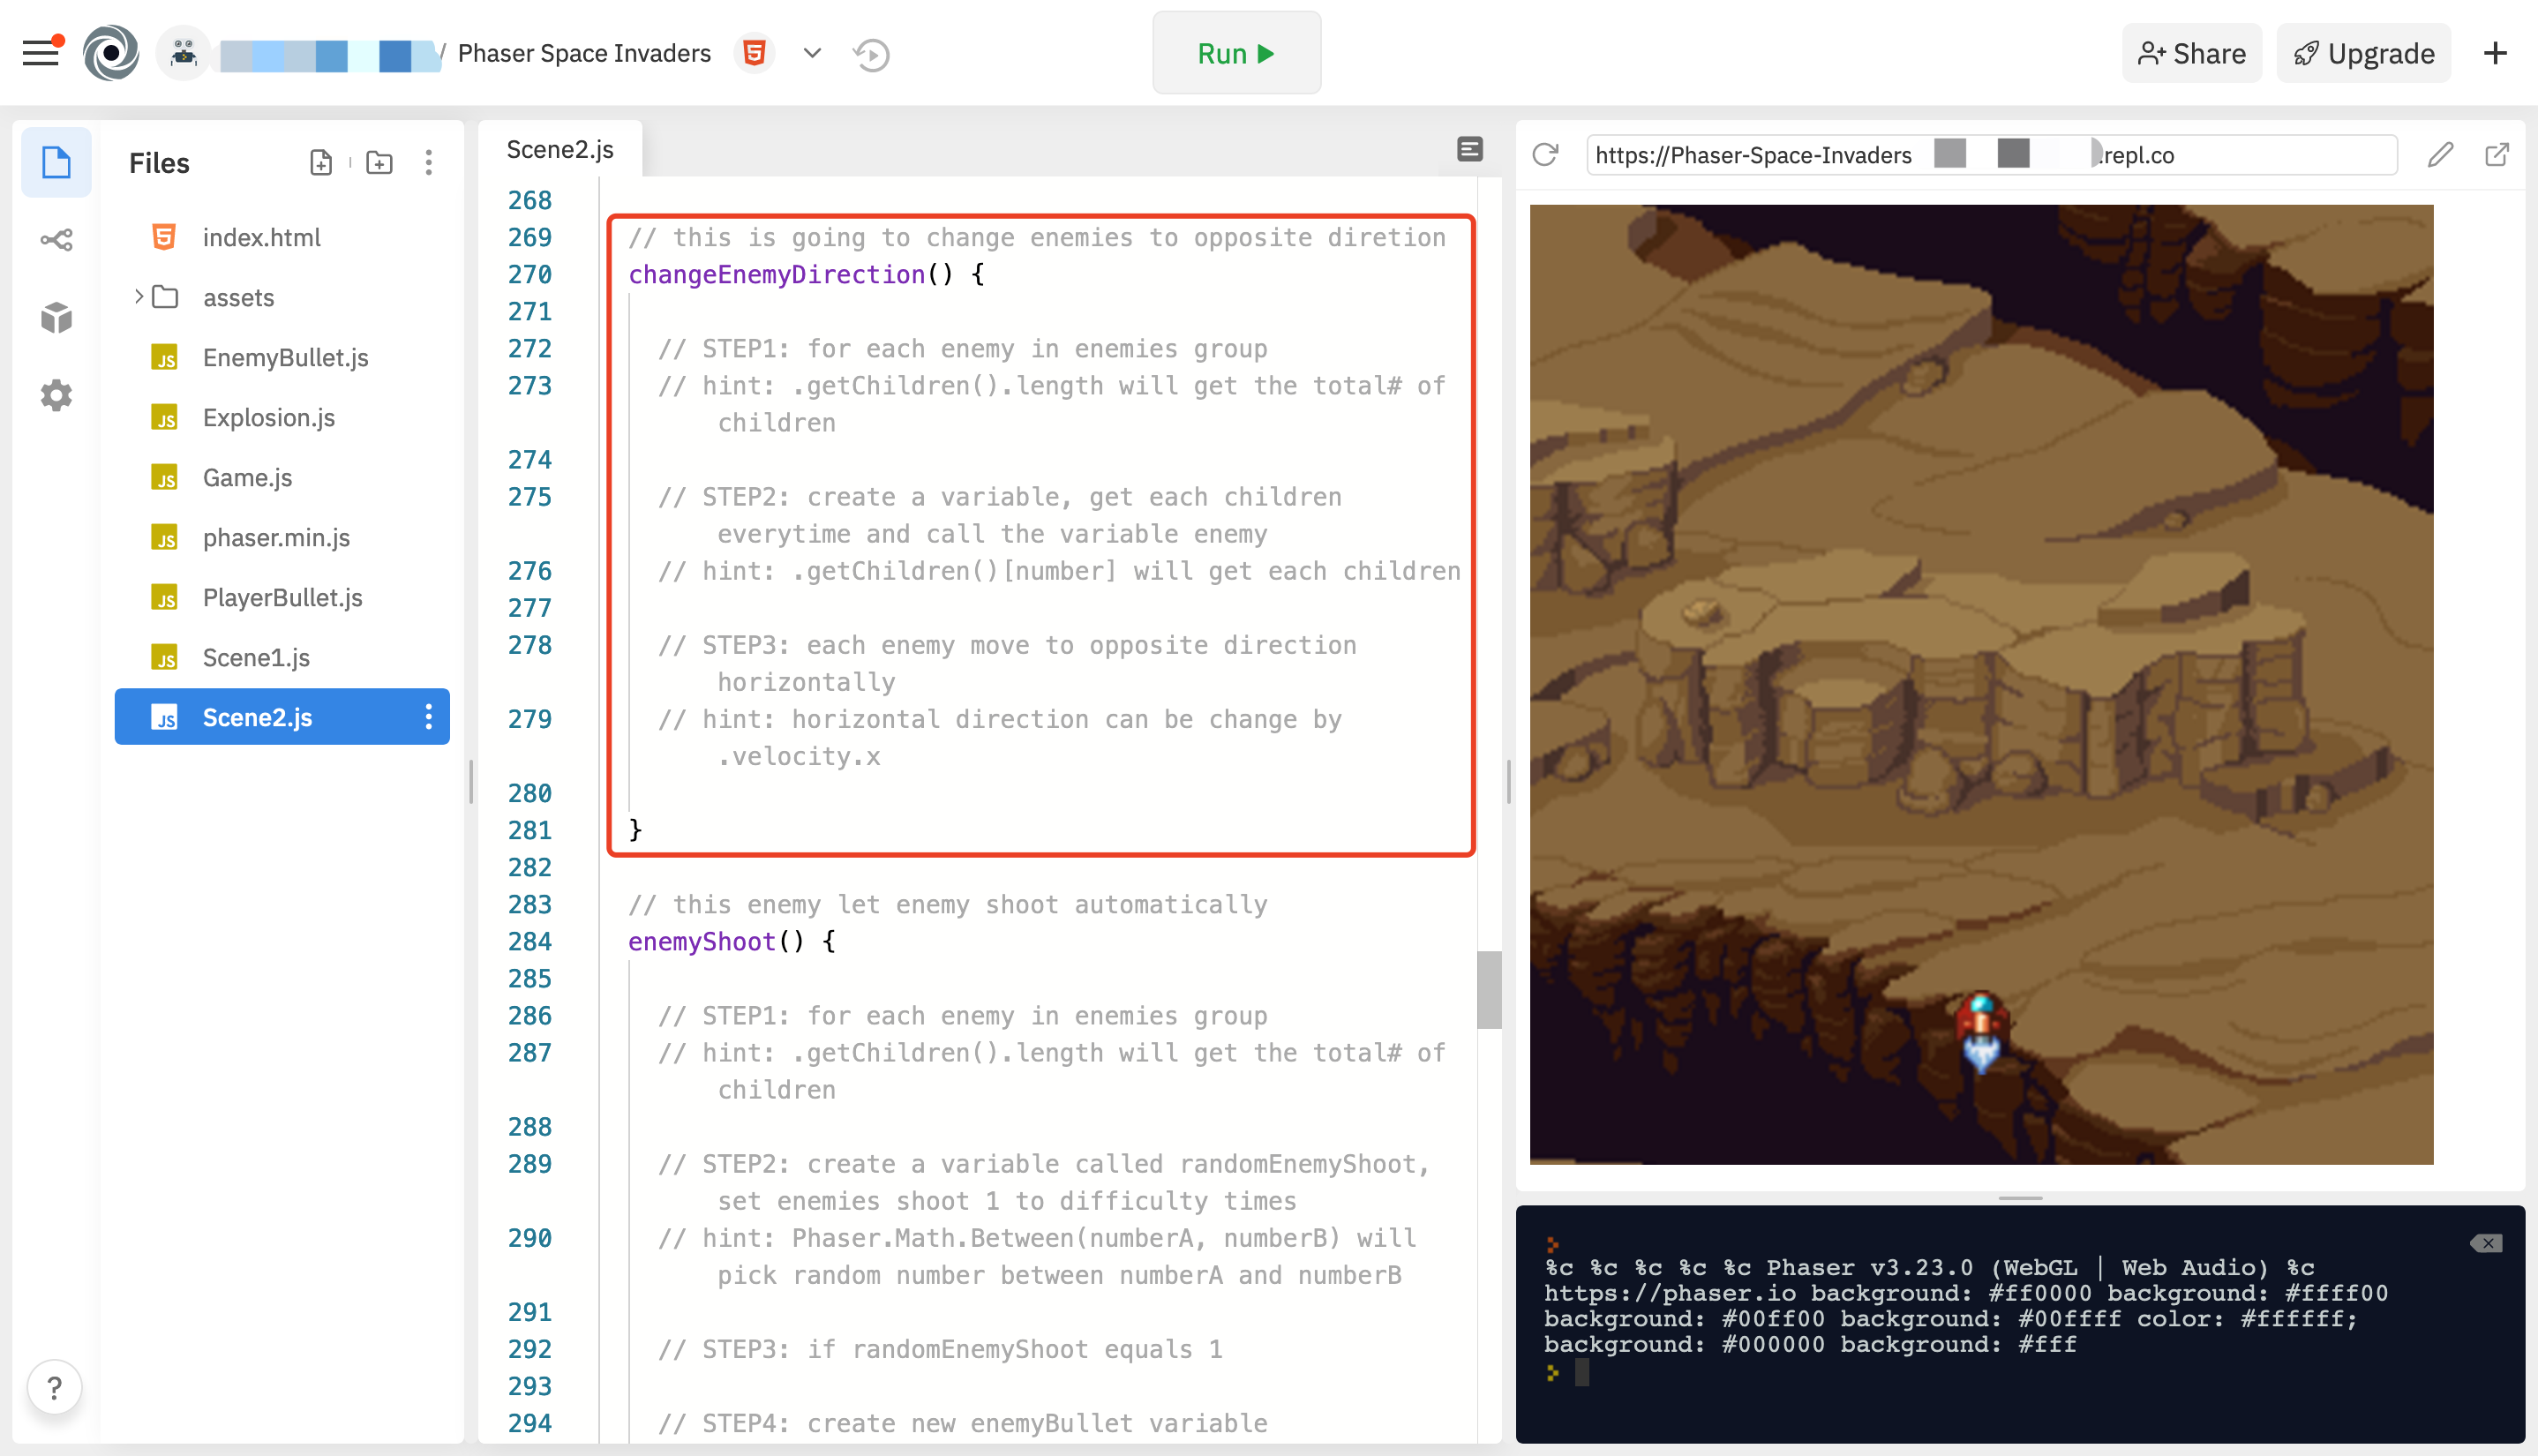 / Phaser Space Invaders
Run
Share
Upgrade
Files
index.html
assets
JS EnemyBullet.js
JS Explosion.js
JS Game.js
JS phaser.min.js
JS PlayerBullet.js
JS Scene1.js
JS Scene2.js
Scene2.js
268
269 // this is going to change enemies to opposite diretion
270 changeEnemyDirection() {
271
272 // STEP1: for each enemy in enemies group
273 // hint: .getChildren().length will get the total# of
children
274
275 // STEP2: create a variable, get each children
everytime and call the variable enemy
276 // hint: .getChildren()[number] will get each children
277
278 // STEP3: each enemy move to opposite direction
horizontally
279 // hint: horizontal direction can be change by
.velocity.x
280
281 }
282
283 // this enemy let enemy shoot automatically
284 enemyShoot() {
285
286 // STEP1: for each enemy in enemies group
287 // hint: .getChildren().length will get the total# of
children
288
289 // STEP2: create a variable called randomEnemyShoot,
set enemies shoot 1 to difficulty times
290 // hint: Phaser.Math.Between(numberA, numberB) will
pick random number between numberA and numberB
291
292 // STEP3: if randomEnemyShoot equals 1
293
294 // STEP4: create new enemyBullet variable
https://Phaser-Space-Invaders .repl.co
%c %c %c %c %c Phaser v3.23.0 (WebGL | Web Audio) %c
https://phaser.io background: #ff0000 background: #ffff00
background: #00ff00 background: #00ffff color: #ffffff;
background: #000000 background: #fff
?